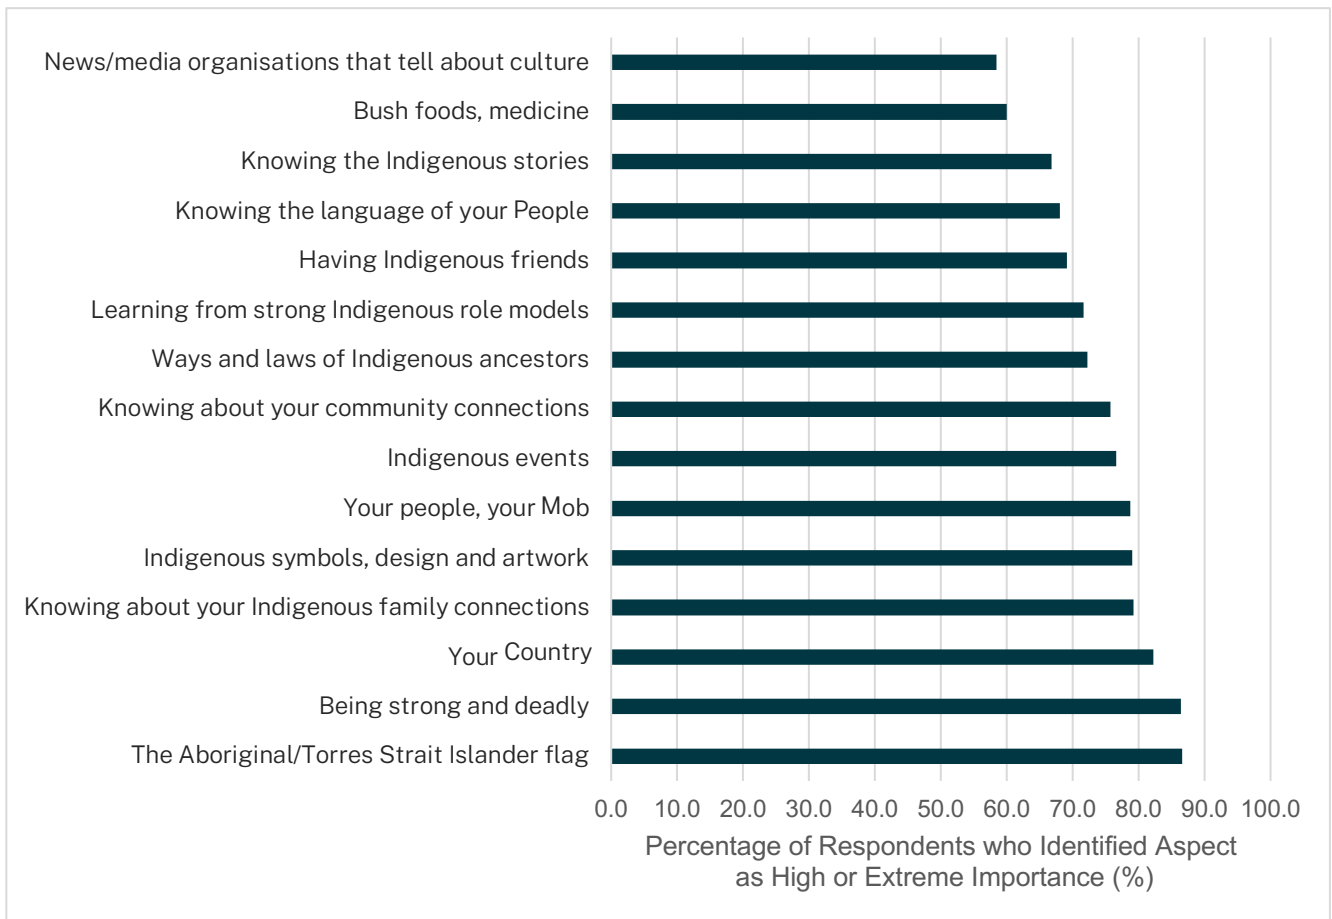 News/media organisations that tell about culture
Bush foods, medicine
Knowing the Indigenous stories
Knowing the language of your People
Having Indigenous friends
Learning from strong Indigenous role models
Ways and laws of Indigenous ancestors
Knowing about your community connections
Indigenous events
Your people, your Mob
Indigenous symbols, design and artwork
Knowing about your Indigenous family connections
Your Country
Being strong and deadly
The Aboriginal/Torres Strait Islander flag
0.0 10.0 20.0 30.0 40.0 50.0 60.0 70.0 80.0 90.0 100.0
Percentage of Respondents who Identified Aspect
as High or Extreme Importance (%)